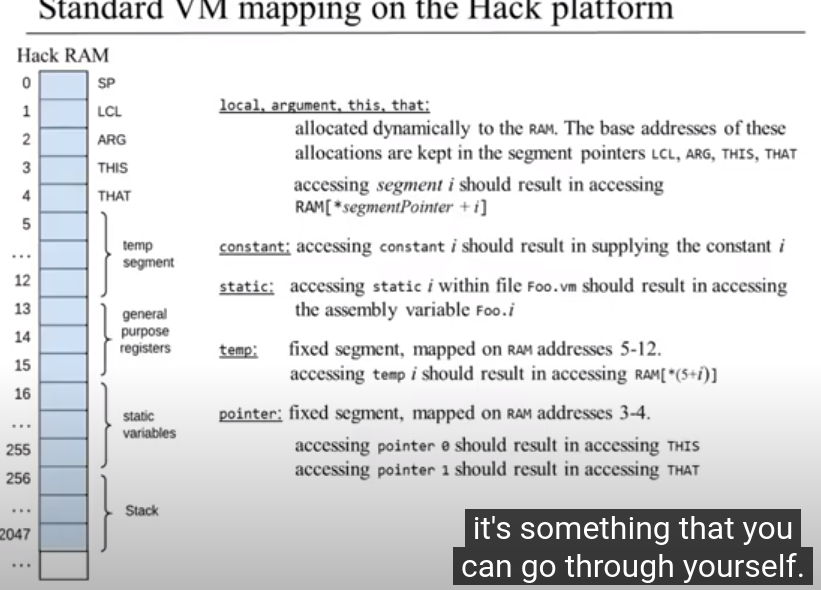 Standard VM mapping on the Hack platform
Hack RAM
0
SP
1
LCL
2
ARG
3
THIS
4
THAT
5
...
12
temp
segment
13
14
15
general
purpose
registers
16
...
255
static
variables
256
...
2047
Stack
...
local, argument, this, that:
allocated dynamically to the RAM. The base addresses of these
allocations are kept in the segment pointers LCL, ARG, THIS, THAT
accessing segment i should result in accessing
RAM[*segmentPointer + i]
constant: accessing constant i should result in supplying the constant i
static: accessing static i within file Foo.vm should result in accessing
the assembly variable Foo.i
temp: fixed segment, mapped on RAM addresses 5-12.
accessing temp i should result in accessing RAM[*(5+i)]
pointer: fixed segment, mapped on RAM addresses 3-4.
accessing pointer 0 should result in accessing THIS
accessing pointer 1 should result in accessing THAT
it's something that you
can go through yourself.